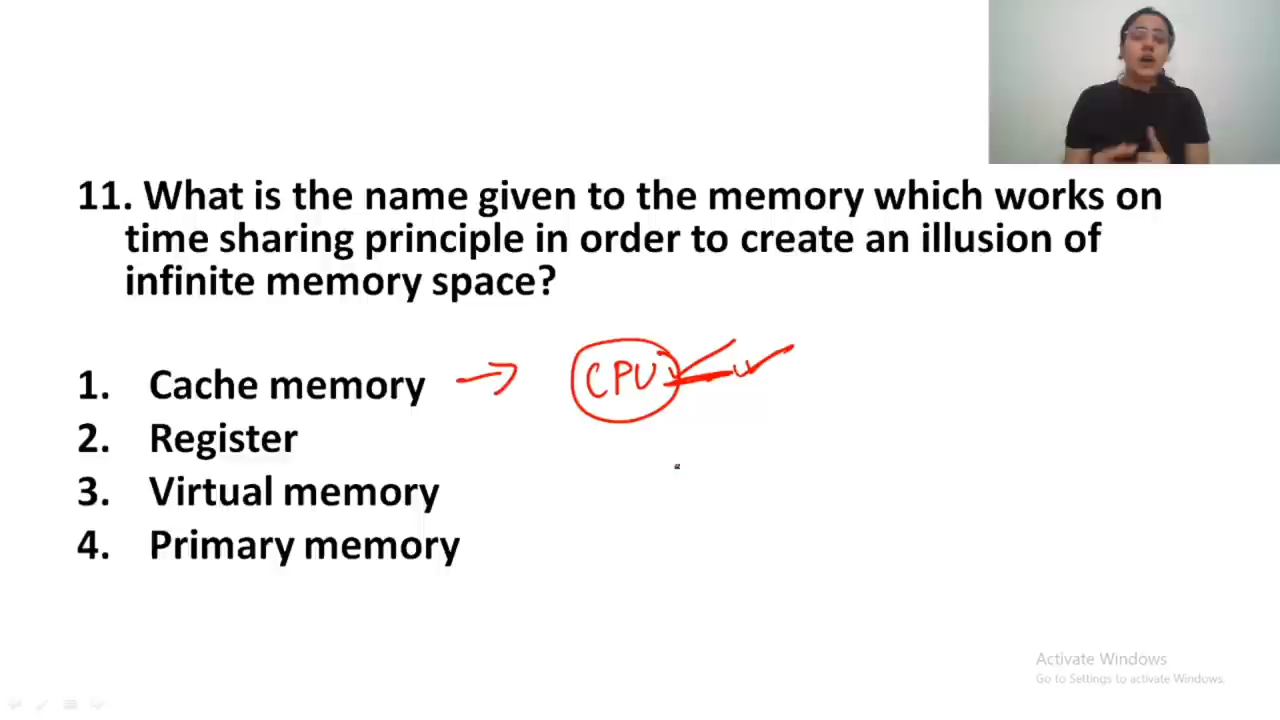 11. What is the name given to the memory which works on
time sharing principle in order to create an illusion of
infinite memory space?
1. Cache memory
CPU
2. Register
3. Virtual memory
4. Primary memory
Activate Windows
Go to Settings to activate Windows.